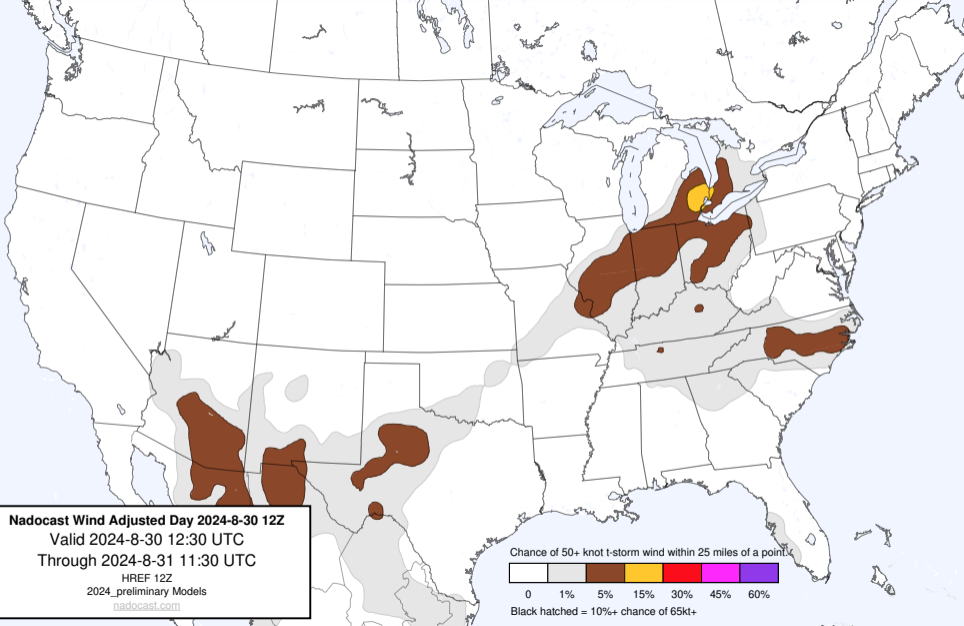 Nadocast Wind Adjusted Day 2024-8-30 12Z
Valid 2024-8-30 12:30 UTC
Through 2024-8-31 11:30 UTC
HREF 12Z
2024_preliminary Models
nadocast.com
Chance of 50+ knot t-storm wind within 25 miles of a point.
0 1% 5% 15% 30% 45% 60%
Black hatched = 10%+ chance of 65kt+